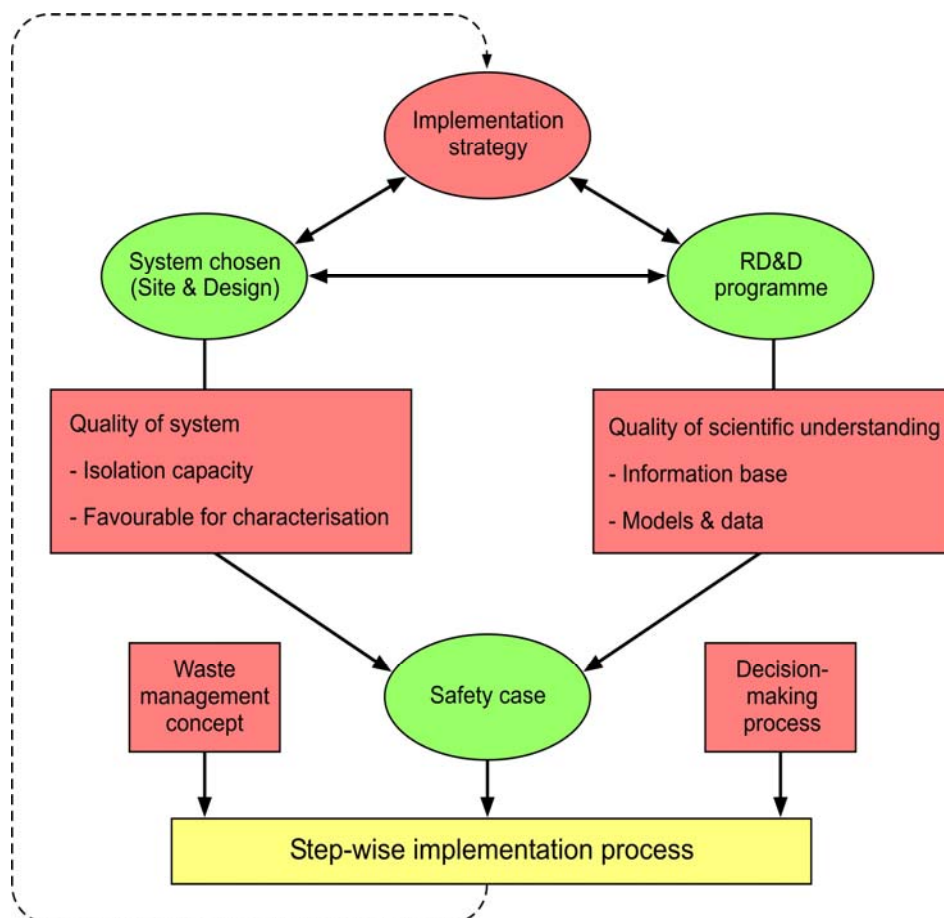 Implementation
strategy
System chosen
(Site & Design)
RD&D
programme
Quality of system
- Isolation capacity
- Favourable for characterisation
Quality of scientific understanding
- Information base
- Models & data
Waste
management
concept
Safety case
Decision-
making
process
Step-wise implementation process